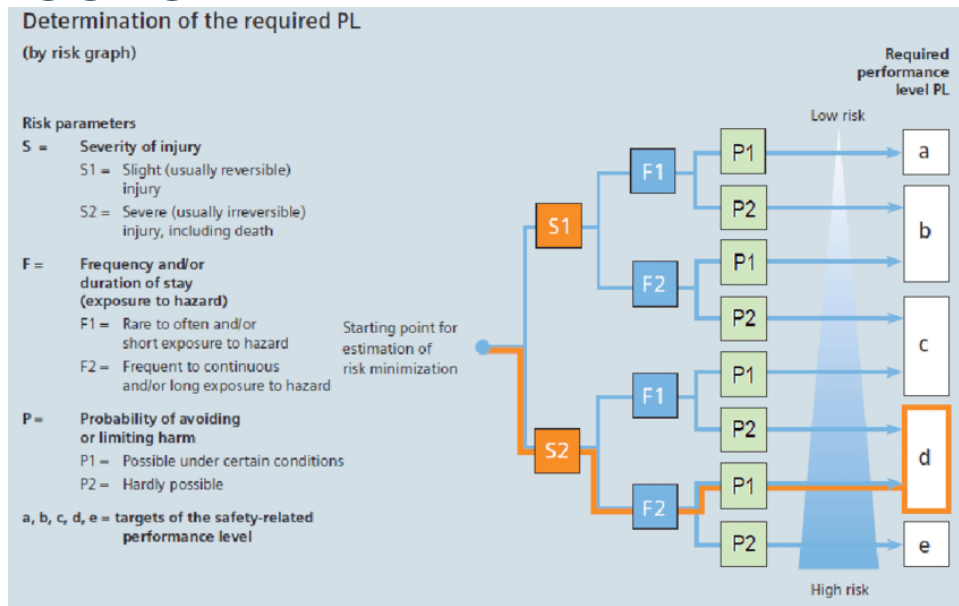 Determination of the required PL
(by risk graph)
Required
performance
level PL
Risk parameters
S = Severity of injury
S1 = Slight (usually reversible)
injury
S2 = Severe (usually irreversible)
injury, including death
F = Frequency and/or
duration of stay
(exposure to hazard)
F1 = Rare to often and/or
short exposure to hazard
F2 = Frequent to continuous
and/or long exposure to hazard
P = Probability of avoiding
or limiting harm
P1 = Possible under certain conditions
P2 = Hardly possible
a, b, c, d, e = targets of the safety-related
performance level
Starting point for
estimation of
risk minimization
S1
S2
F1
F2
F1
F2
P1
P2
P1
P2
P1
P2
P1
P2
Low risk
High risk
a
b
c
d
e